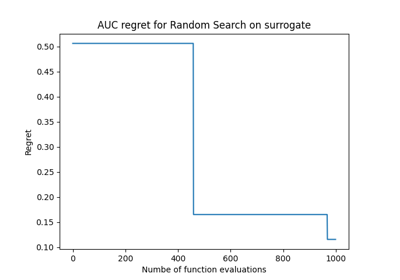 AUC regret for Random Search on surrogate
Regret
0.50
0.45
0.40
0.35
0.30
0.25
0.20
0.15
0.10
0 200 400 600 800 1000
Numbe of function evaluations